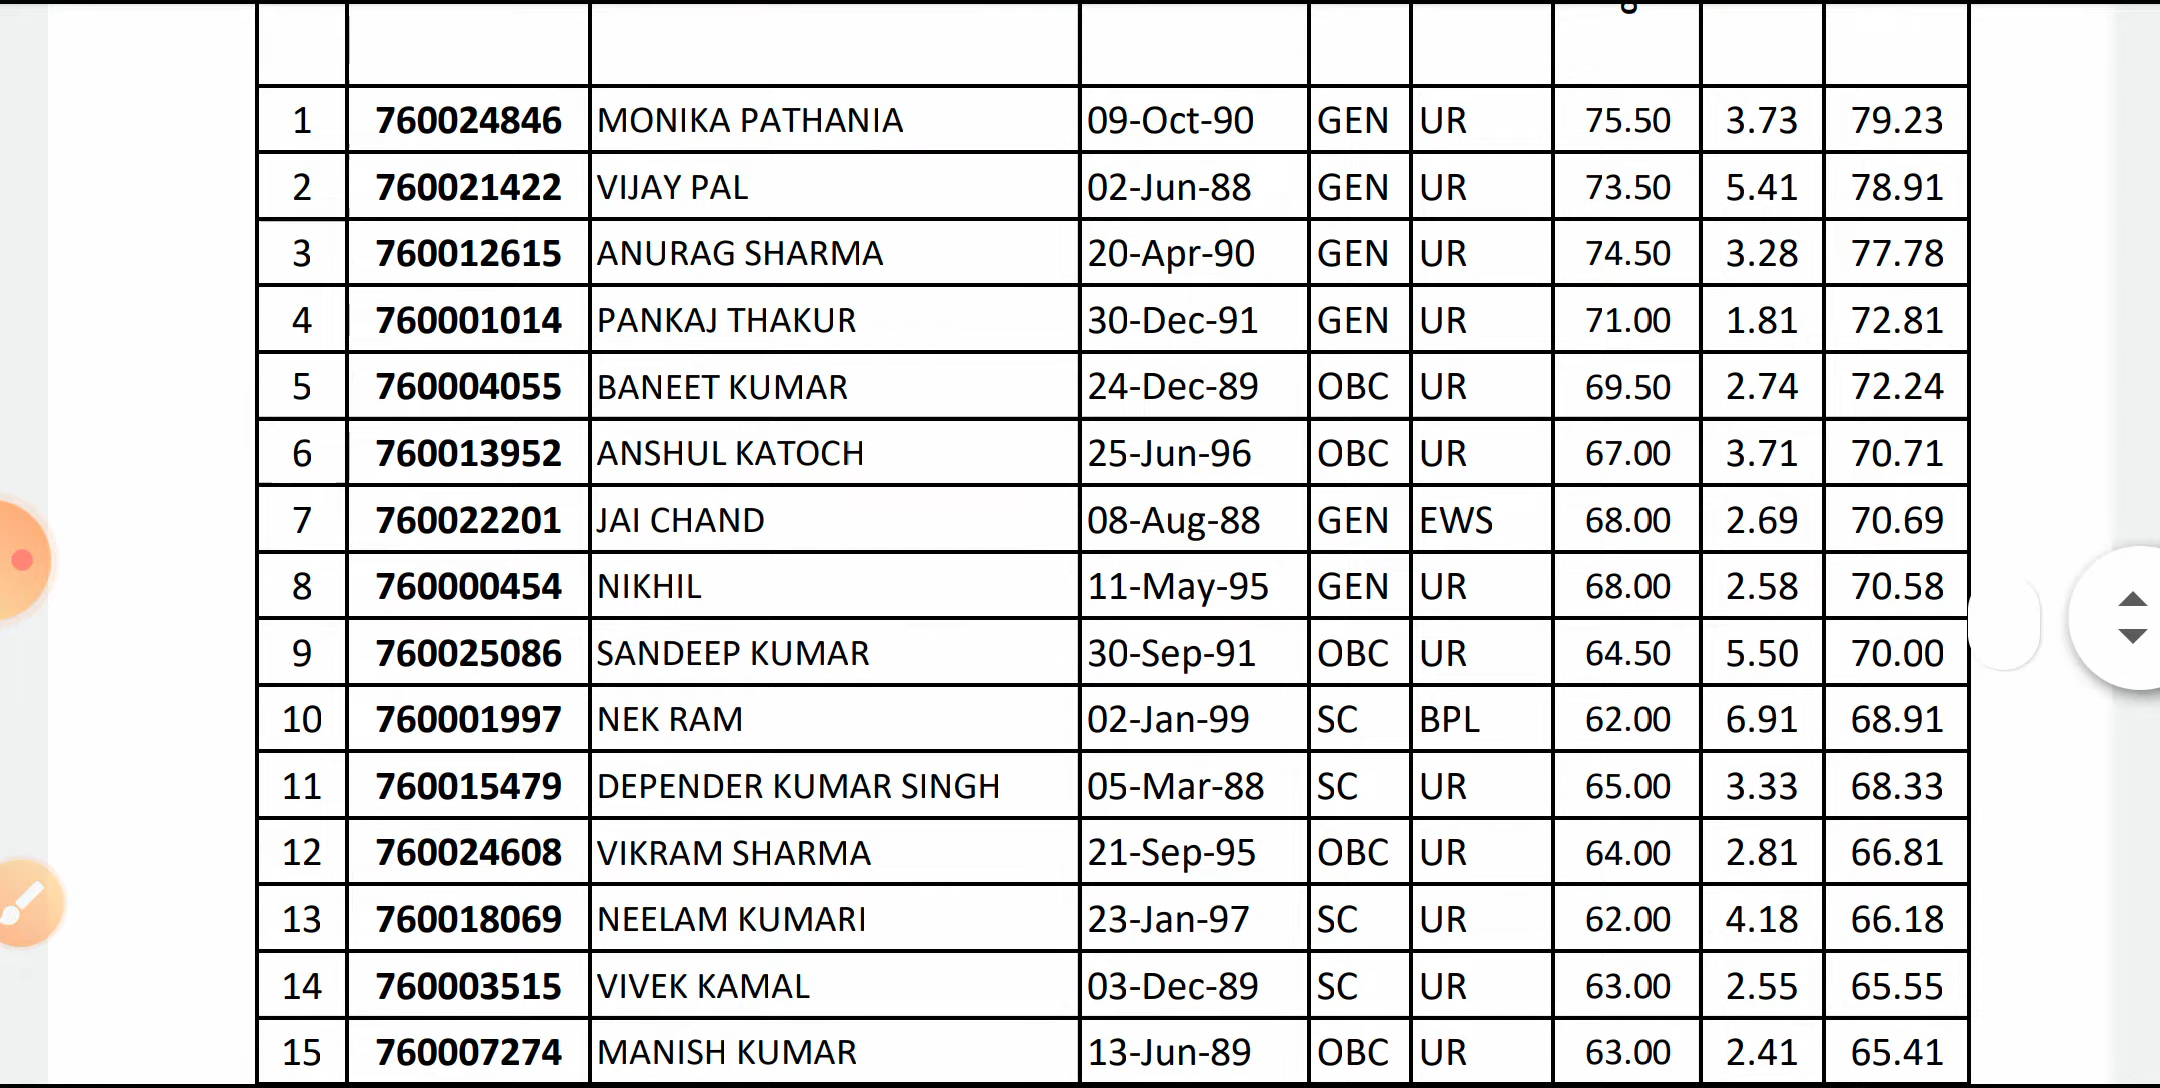 1 760024846 MONIKA PATHANIA 09-Oct-90 GEN UR 75.50 3.73 79.23
2 760021422 VIJAY PAL 02-Jun-88 GEN UR 73.50 5.41 78.91
3 760012615 ANURAG SHARMA 20-Apr-90 GEN UR 74.50 3.28 77.78
4 760001014 PANKAJ THAKUR 30-Dec-91 GEN UR 71.00 1.81 72.81
5 760004055 BANEET KUMAR 24-Dec-89 OBC UR 69.50 2.74 72.24
6 760013952 ANSHUL KATOCH 25-Jun-96 OBC UR 67.00 3.71 70.71
7 760022201 JAI CHAND 08-Aug-88 GEN EWS 68.00 2.69 70.69
8 760000454 NIKHIL 11-May-95 GEN UR 68.00 2.58 70.58
9 760025086 SANDEEP KUMAR 30-Sep-91 OBC UR 64.50 5.50 70.00
10 760001997 NEK RAM 02-Jan-99 SC BPL 62.00 6.91 68.91
11 760015479 DEPENDER KUMAR SINGH 05-Mar-88 SC UR 65.00 3.33 68.33
12 760024608 VIKRAM SHARMA 21-Sep-95 OBC UR 64.00 2.81 66.81
13 760018069 NEELAM KUMARI 23-Jan-97 SC UR 62.00 4.18 66.18
14 760003515 VIVEK KAMAL 03-Dec-89 SC UR 63.00 2.55 65.55
15 760007274 MANISH KUMAR 13-Jun-89 OBC UR 63.00 2.41 65.41